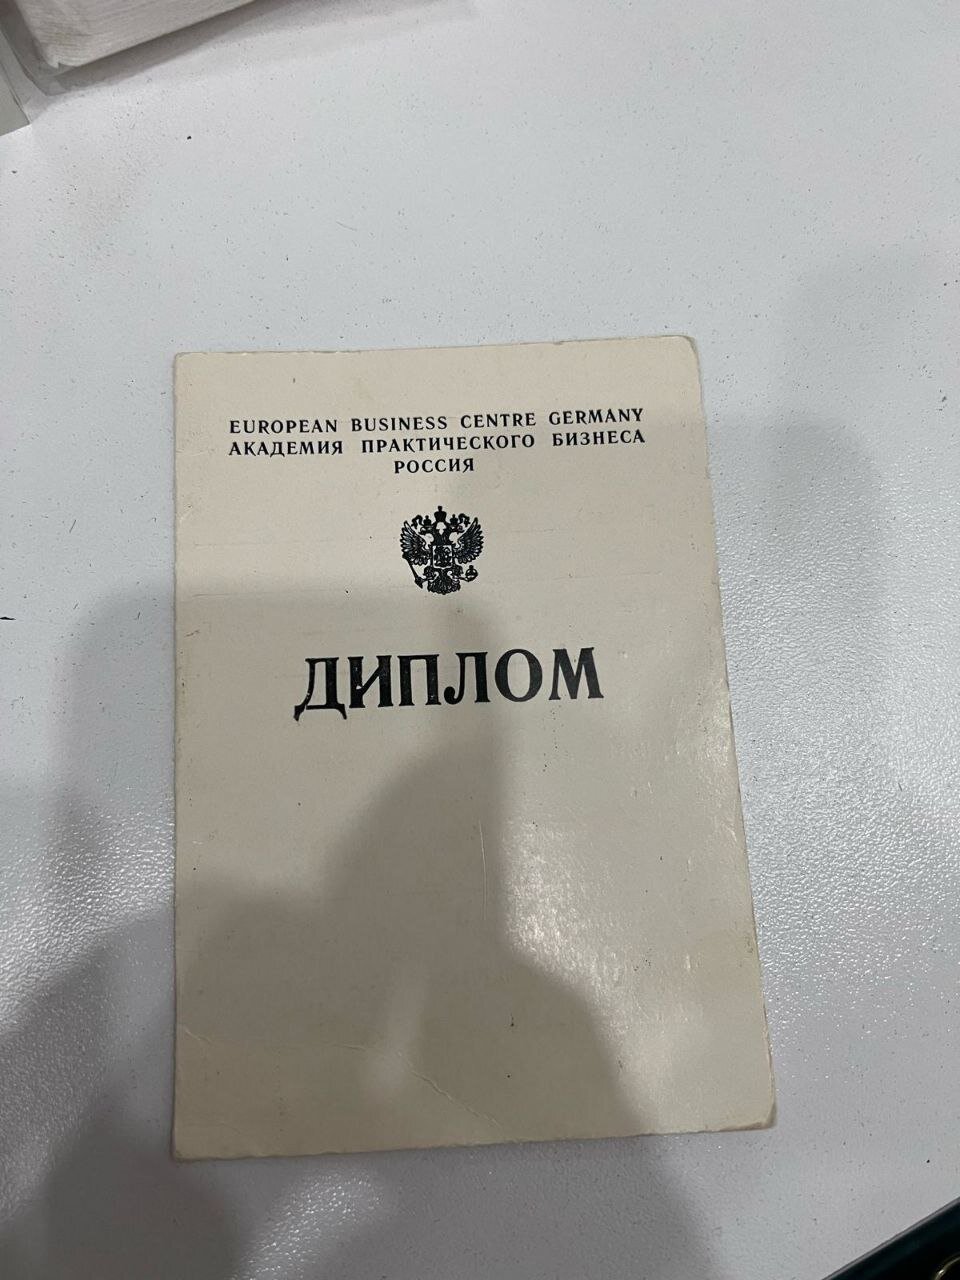 EUROPEAN BUSINESS CENTRE GERMANY
АКАДЕМИЯ ПРАКТИЧЕСКОГО БИЗНЕСА
РОССИЯ
ДИПЛОМ